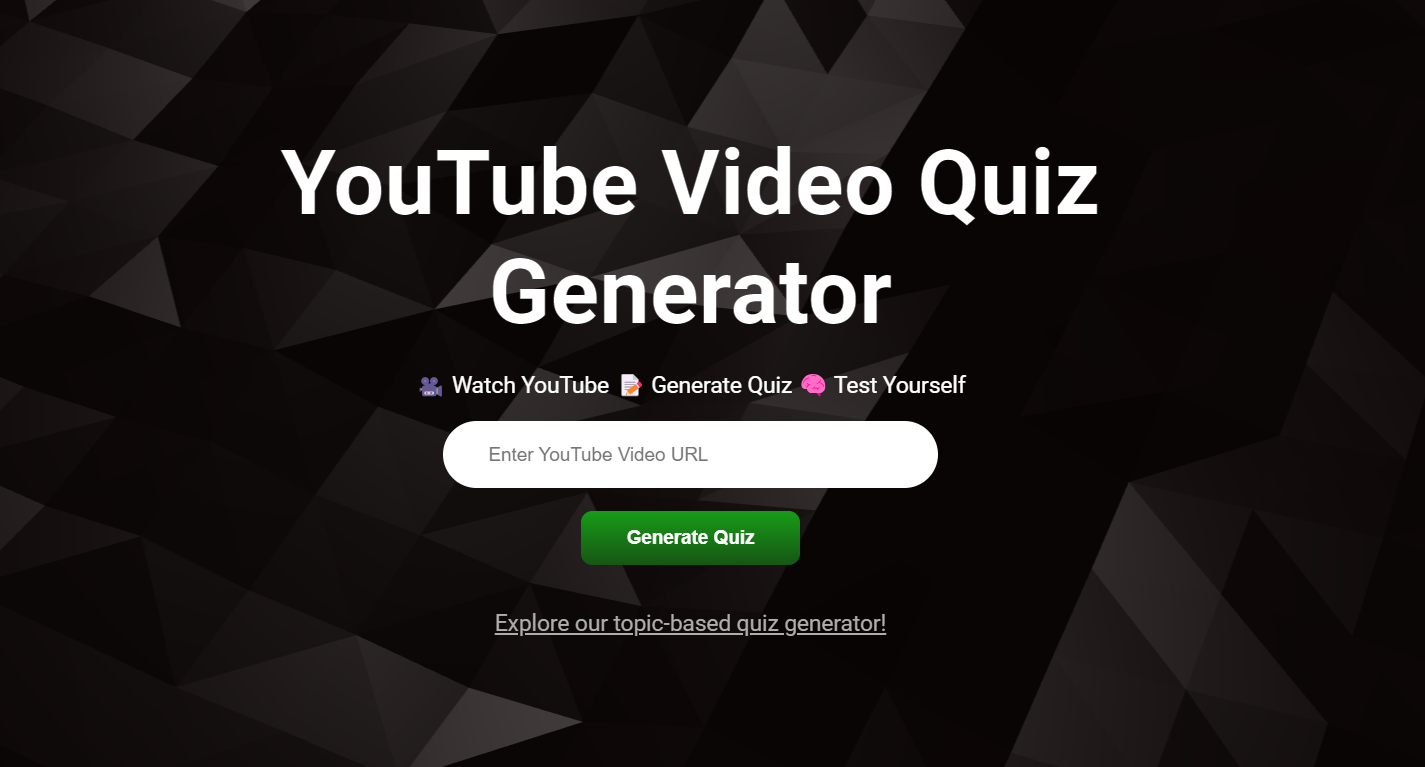 YouTube Video Quiz
Generator
🎥 Watch YouTube 📝 Generate Quiz 🧠 Test Yourself
Enter YouTube Video URL
Generate Quiz
Explore our topic-based quiz generator!